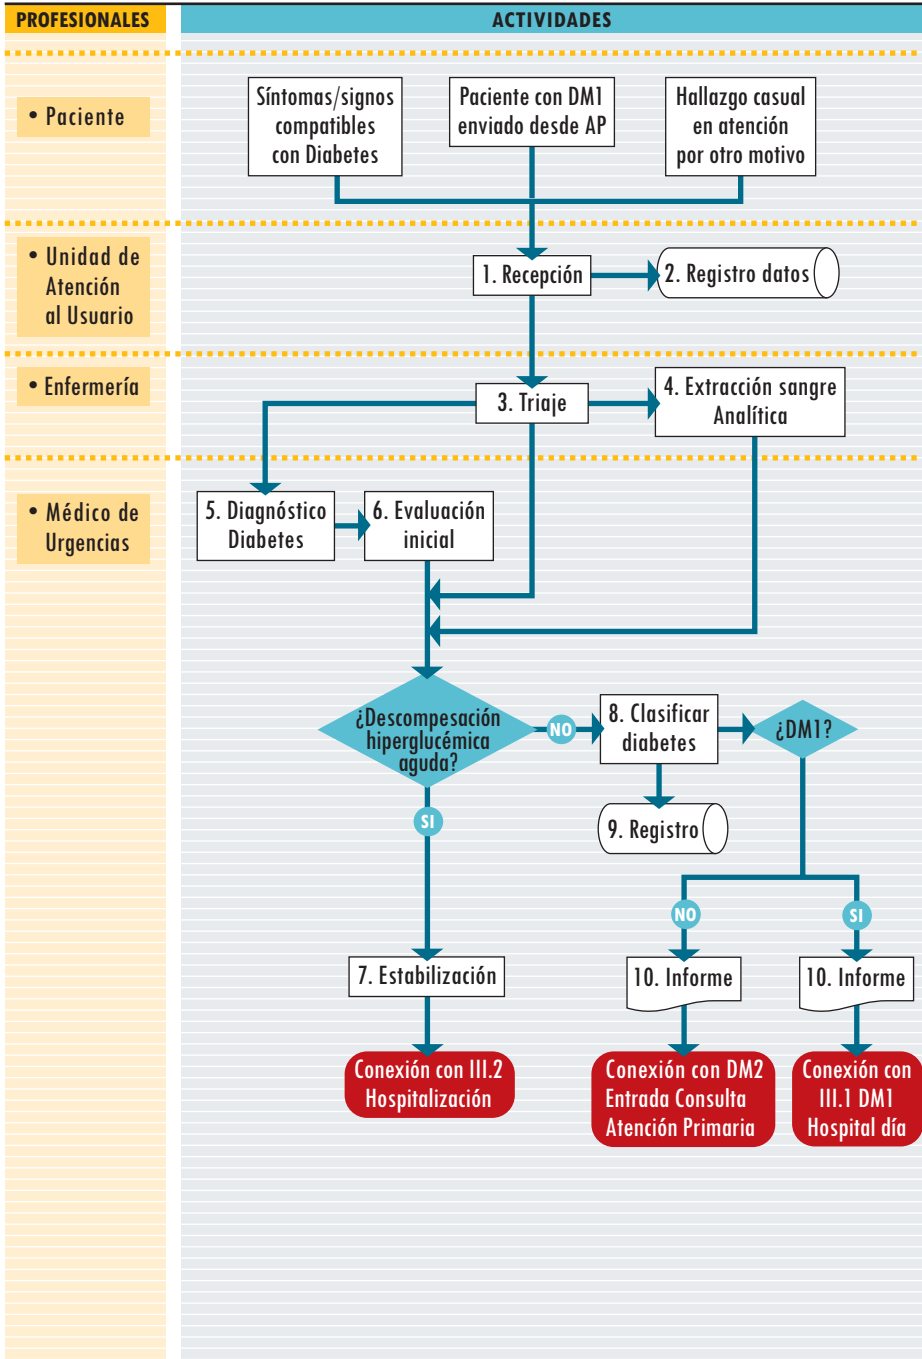 PROFESIONALES
ACTIVIDADES
• Paciente
Síntomas/signos
compatibles
con Diabetes
Paciente con DM1
enviado desde AP
Hallazgo casual
en atención
por otro motivo
• Unidad de
Atención
al Usuario
1. Recepción
2. Registro datos
• Enfermería
3. Triaje
4. Extracción sangre
Analítica
• Médico de
Urgencias
5. Diagnóstico
Diabetes
6. Evaluación
inicial
¿Descompesación
hiperglucémica
aguda?
NO
8. Clasificar
diabetes
¿DM1?
SI
9. Registro
NO
SI
7. Estabilización
10. Informe
10. Informe
Conexión con III.2
Hospitalización
Conexión con DM2
Entrada Consulta
Atención Primaria
Conexión con
III.1 DM1
Hospital día